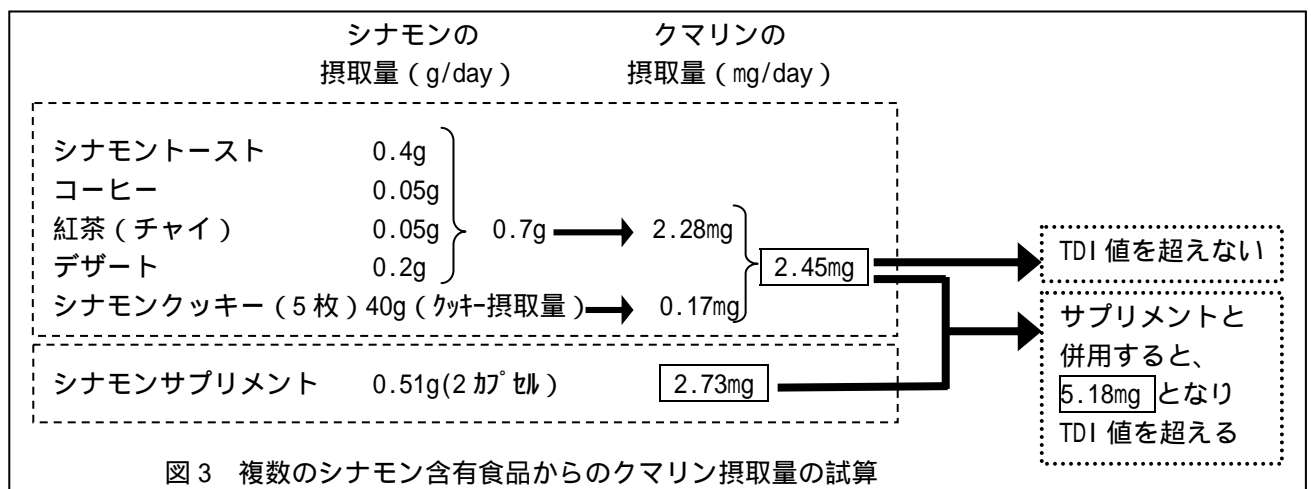 シナモンの クマリンの
摂取量（g/day） 摂取量（mg/day）
シナモントースト 0.4g
コーヒー 0.05g
紅茶（チャイ） 0.05g 0.7g 2.28mg
デザート 0.2g 2.45mg TDI値を超えない
シナモンクッキー（5枚）40g（クッキー摂取量） 0.17mg
シナモンサプリメント 0.51g(2カプセル) 2.73mg
サプリメントと
併用すると、
5.18mgとなり
TDI値を超える
図3 複数のシナモン含有食品からのクマリン摂取量の試算